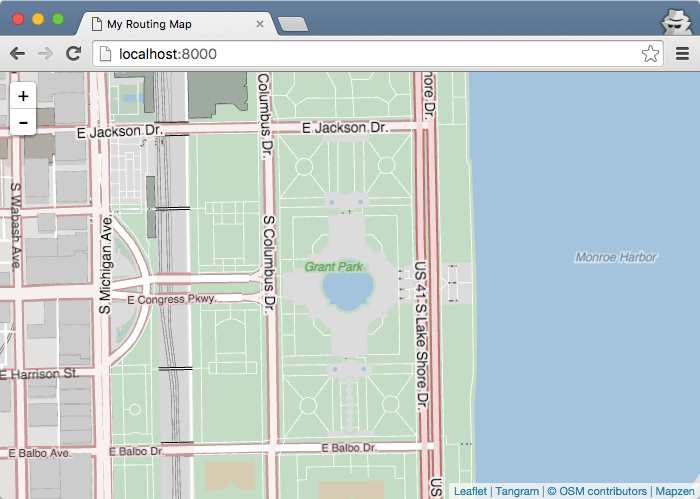 My Routing Map
localhost:8000
+
-
Columbus Dr.
hore Dr.
E Jackson Dr.
E Jackson Dr.
S Wabash Ave
S Michigan Ave.
S Columbus Dr.
Grant Park
Monroe Harbor
US 41 S Lake Shore Dr.
E Congress Pkwy.
E Harrison St.
E Balbo Ave.
E Balbo Dr.
E Balbo Dr.
US
Leaflet | Tangram | © OSM contributors | Mapzen